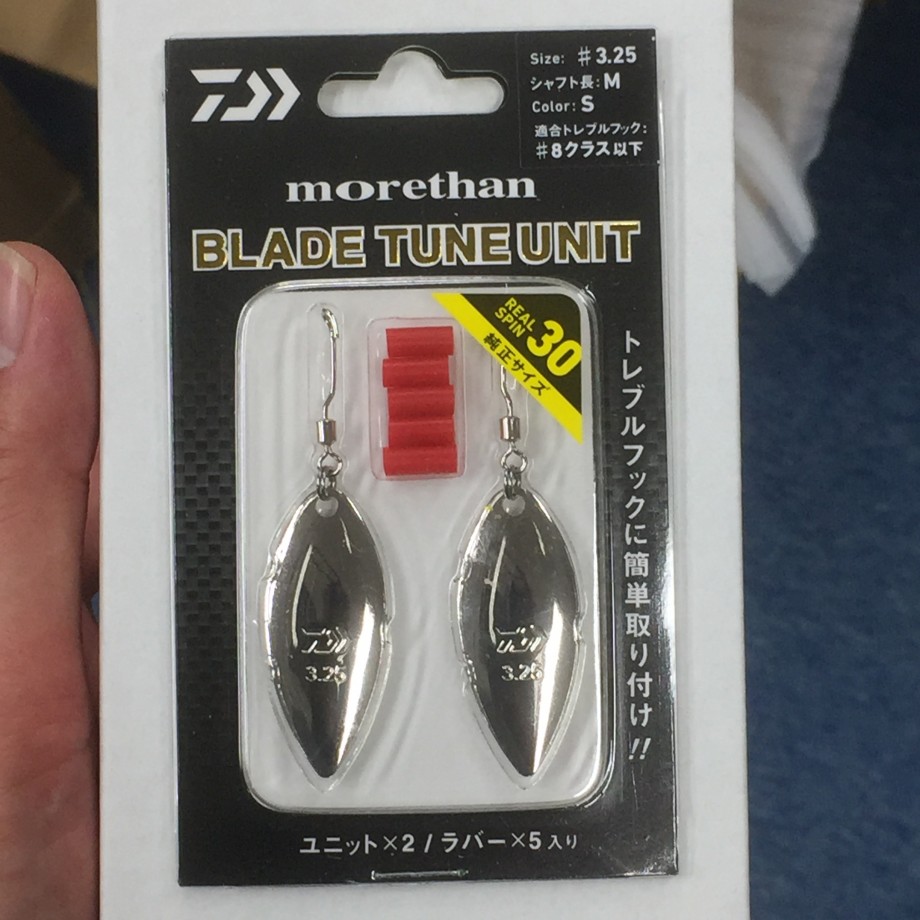 Size: #3.25
シャフト長: M
Color: S
適合トレブルフック:
#8クラス以下
morethan
BLADE TUNE UNIT
REAL
SPIN 30
純正サイズ
トレブルフックに簡単取り付け!!
3.25
3.25
ユニット×2 / ラバー×5入り